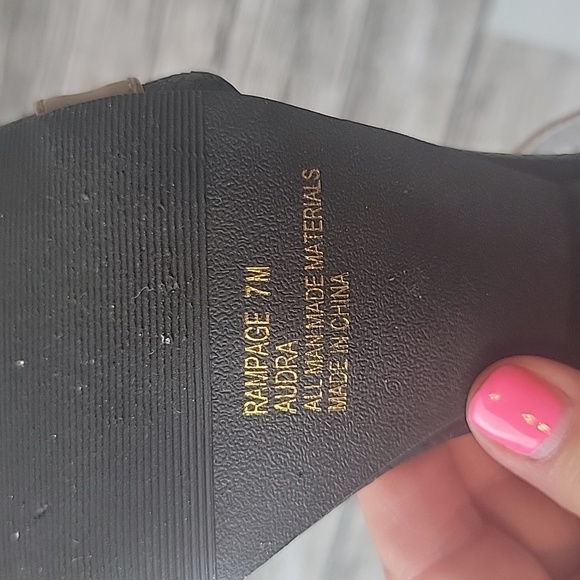 RAMPAGE 7M
AUDRA
ALL MAN MADE MATERIALS
MADE IN CHINA